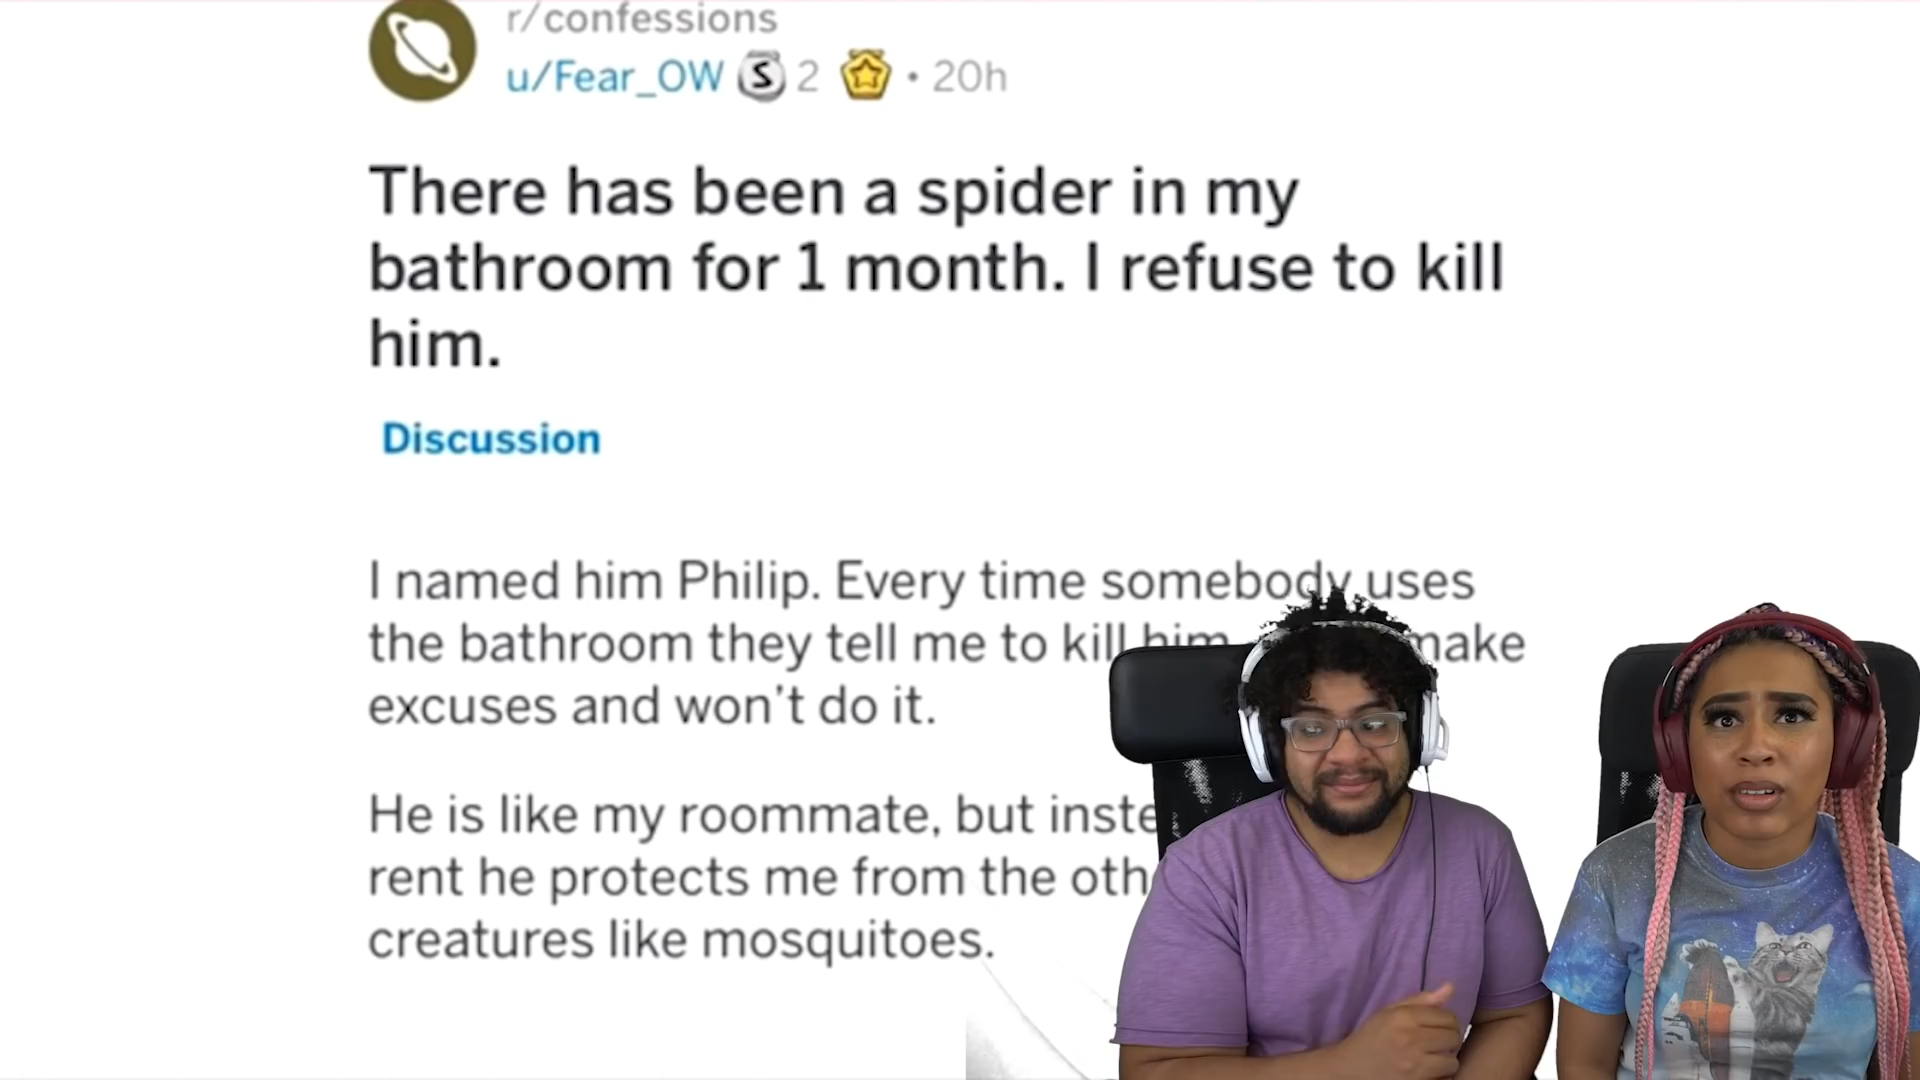 r/confessions
u/Fear_OW S 2 • 20h
There has been a spider in my
bathroom for 1 month. I refuse to kill
him.
Discussion
I named him Philip. Every time somebody uses
the bathroom they tell me to kill him make
excuses and won't do it.
He is like my roommate, but inste
rent he protects me from the oth
creatures like mosquitoes.